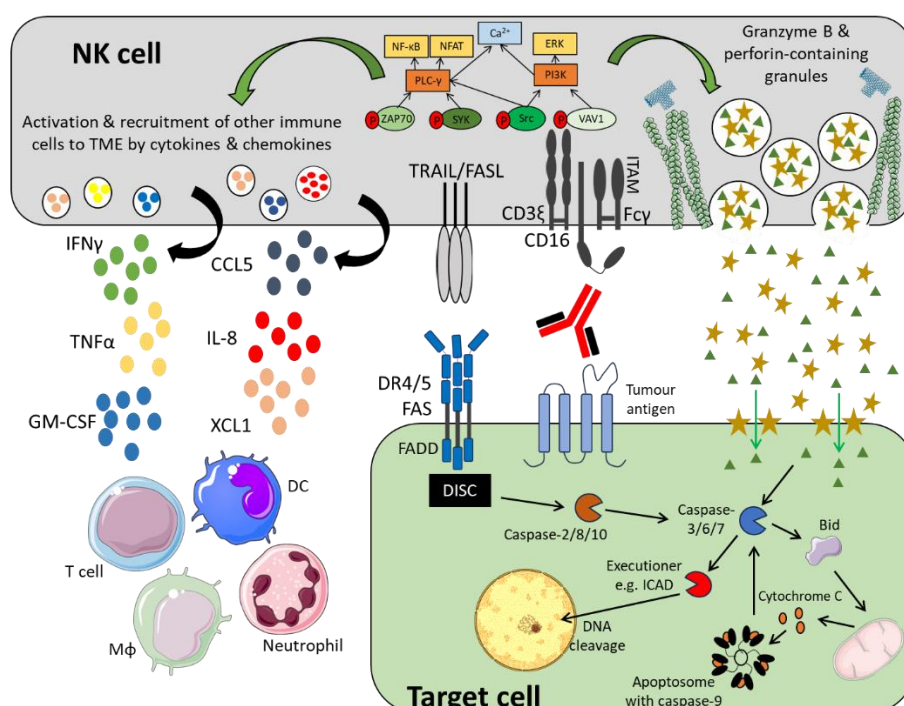 NK cell
NF-κB
NFAT
Ca²⁺
ERK
PLC-γ
PI3K
P
ZAP70
P
SYK
P
Src
P
VAV1
Granzyme B &
perforin-containing
granules
Activation & recruitment of other immune
cells to TME by cytokines & chemokines
TRAIL/FASL
ITAM
CD3ξ
Fcγ
CD16
IFNγ
CCL5
TNFα
IL-8
GM-CSF
XCL1
DR4/5
FAS
FADD
DISC
Tumour
antigen
DC
T cell
Mϕ
Neutrophil
Caspase-2/8/10
Caspase-
3/6/7
Bid
Executioner
e.g. ICAD
Cytochrome C
DNA
cleavage
Apoptosome
with caspase-9
Target cell